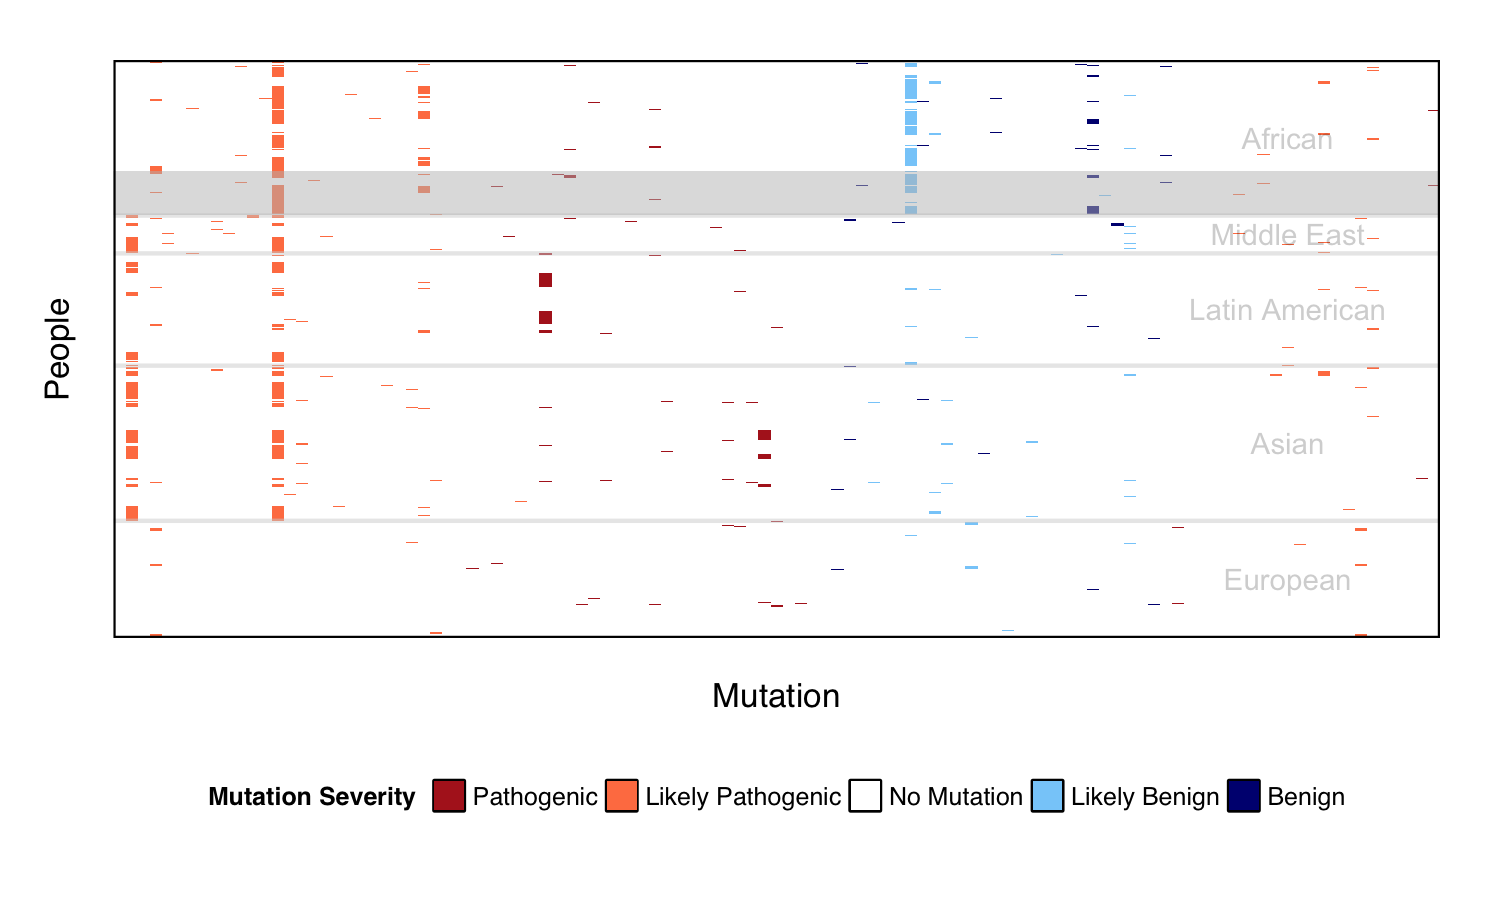 African
Middle East
Latin American
Asian
European
People
Mutation
Mutation Severity Pathogenic Likely Pathogenic No Mutation Likely Benign Benign